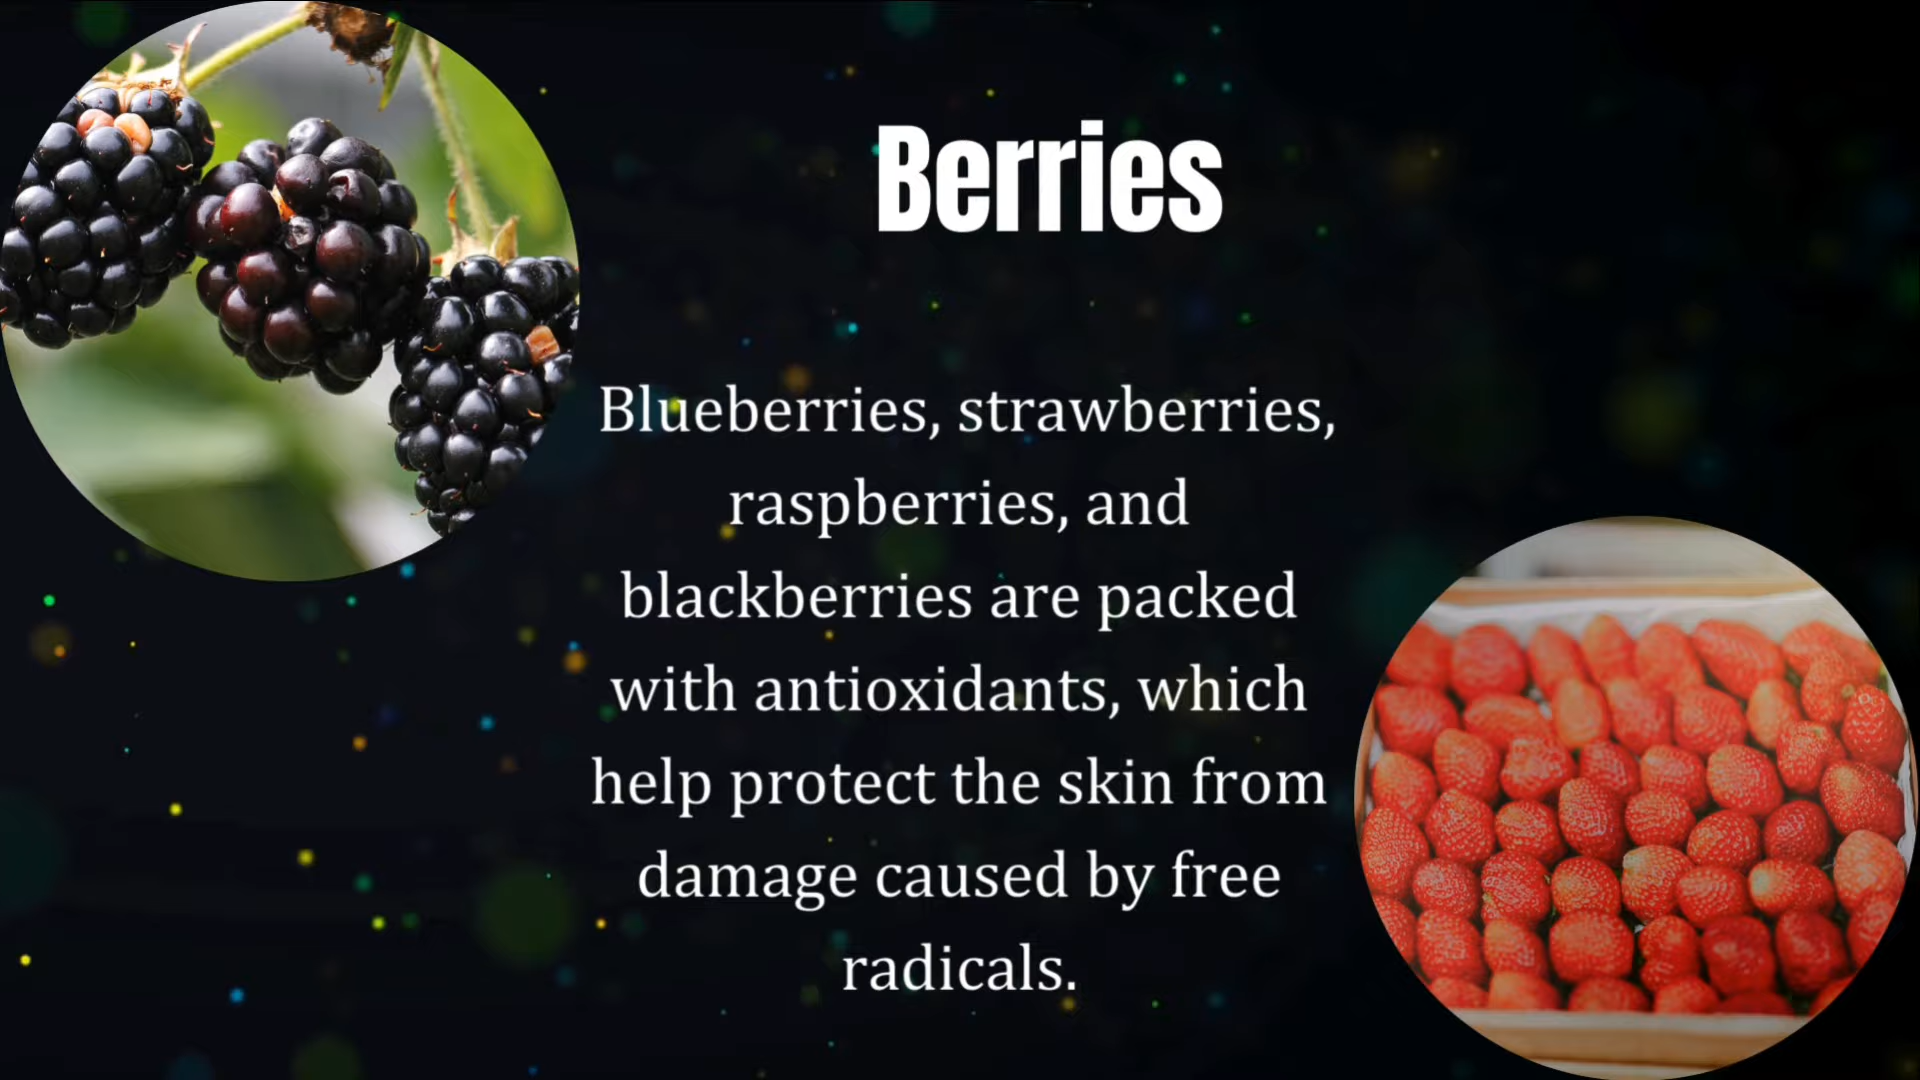 Berries
Blueberries, strawberries,
raspberries, and
blackberries are packed
with antioxidants, which
help protect the skin from
damage caused by free
radicals.